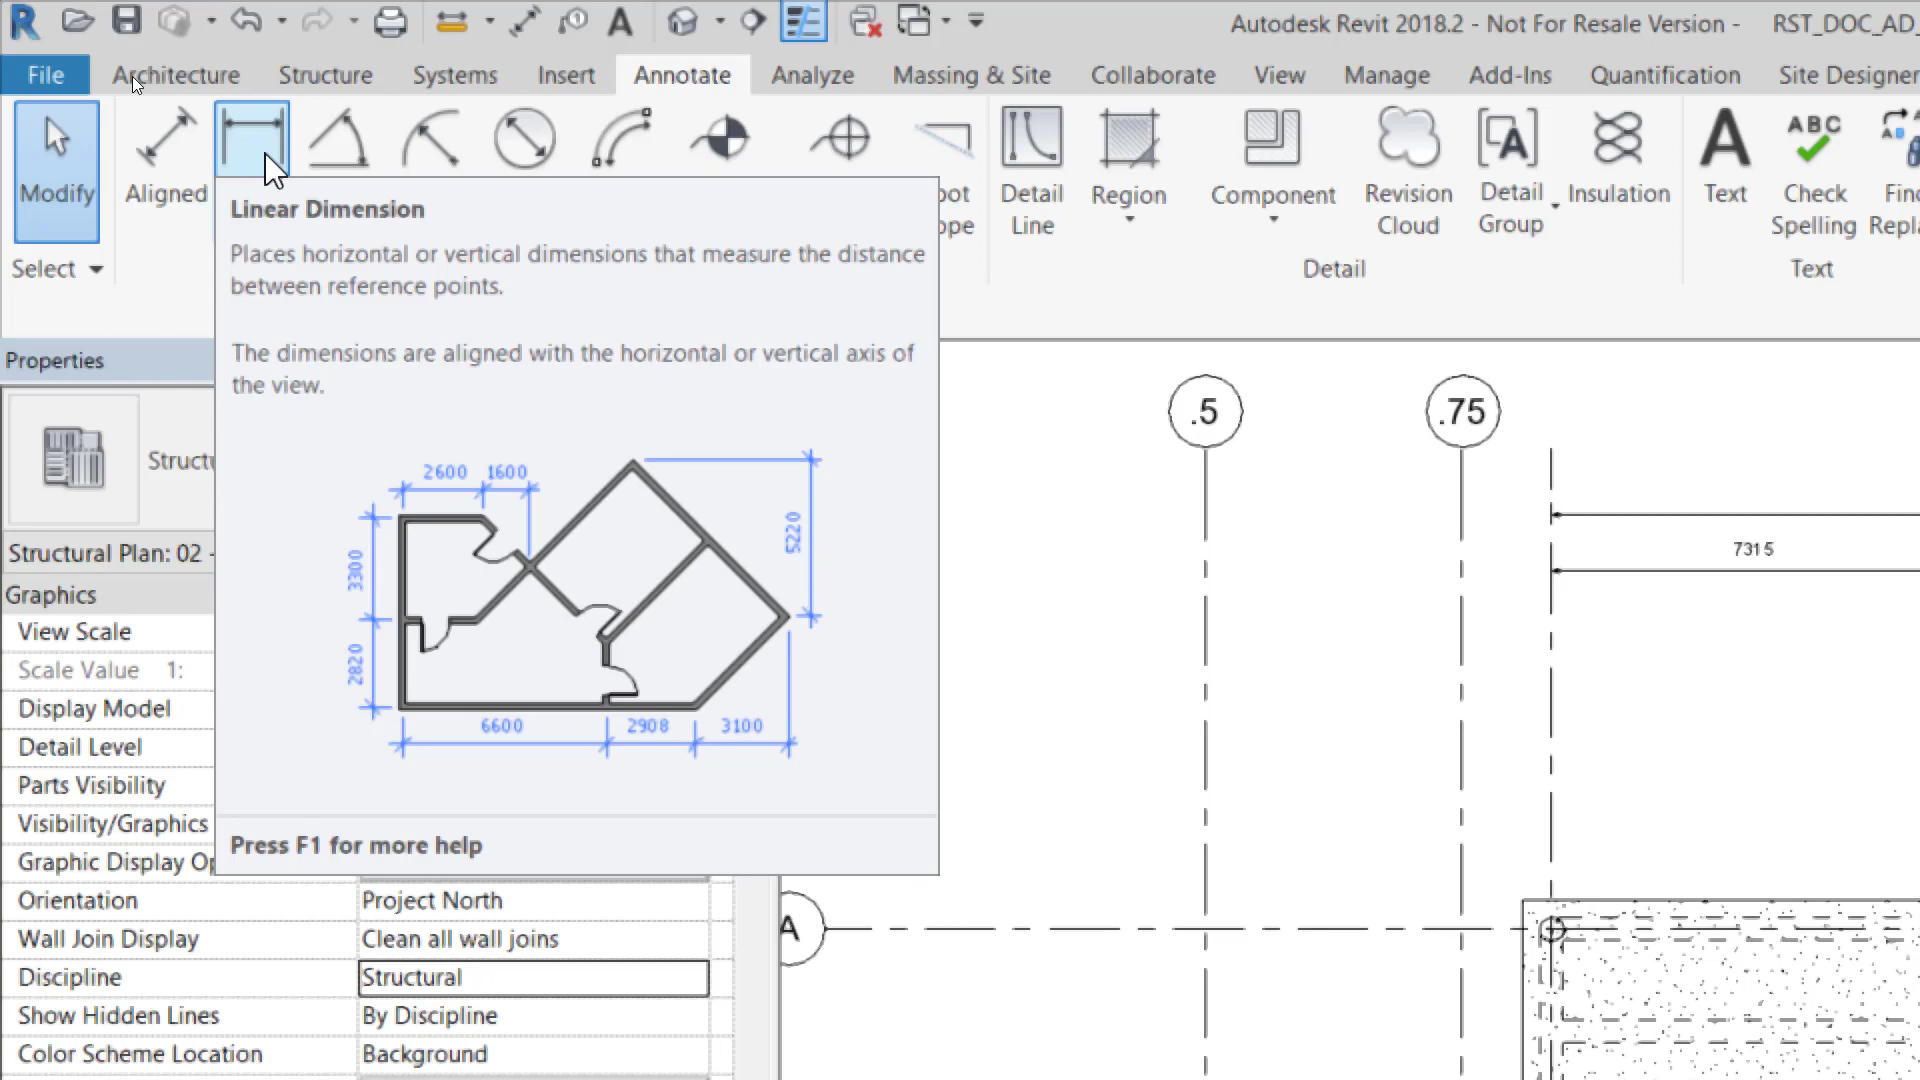 Autodesk Revit 2018.2 - Not For Resale Version - RST_DOC_AD_
File Architecture Structure Systems Insert Annotate Analyze Massing & Site Collaborate View Manage Add-Ins Quantification Site Designer
Modify
Aligned
Detail
Line
Region
Component
Revision
Cloud
Detail
Group
Insulation
Text
ABC
Check
Spelling
Select
Detail
Text
Linear Dimension
Places horizontal or vertical dimensions that measure the distance
between reference points.
The dimensions are aligned with the horizontal or vertical axis of
the view.
2600 1600
5220
3300
2820
6600 2908 3100
Press F1 for more help
Properties
Structural Plan: 02 -
Graphics
View Scale
Scale Value 1:
Display Model
Detail Level
Parts Visibility
Visibility/Graphics
Graphic Display
Orientation Project North
Wall Join Display Clean all wall joins
Discipline Structural
Show Hidden Lines By Discipline
Color Scheme Location Background
.5
.75
7315
A